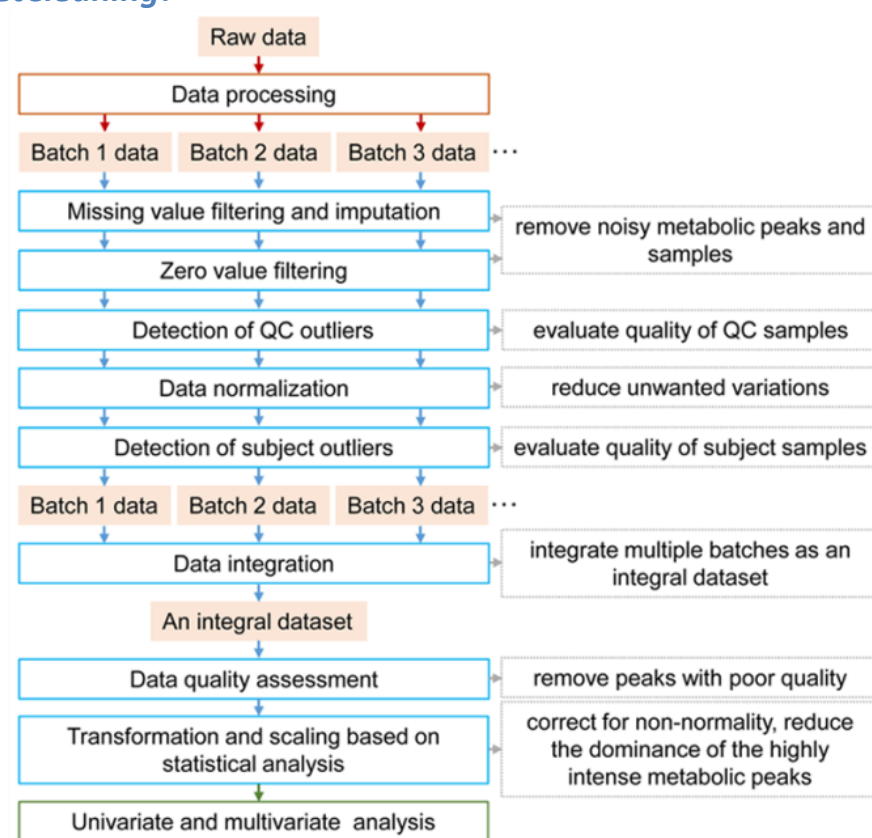 Raw data
Data processing
Batch 1 data
Batch 2 data
Batch 3 data
...
Missing value filtering and imputation
remove noisy metabolic peaks and
samples
Zero value filtering
Detection of QC outliers
evaluate quality of QC samples
Data normalization
reduce unwanted variations
Detection of subject outliers
evaluate quality of subject samples
Batch 1 data
Batch 2 data
Batch 3 data
...
Data integration
integrate multiple batches as an
integral dataset
An integral dataset
Data quality assessment
remove peaks with poor quality
Transformation and scaling based on
statistical analysis
correct for non-normality, reduce
the dominance of the highly
intense metabolic peaks
Univariate and multivariate analysis